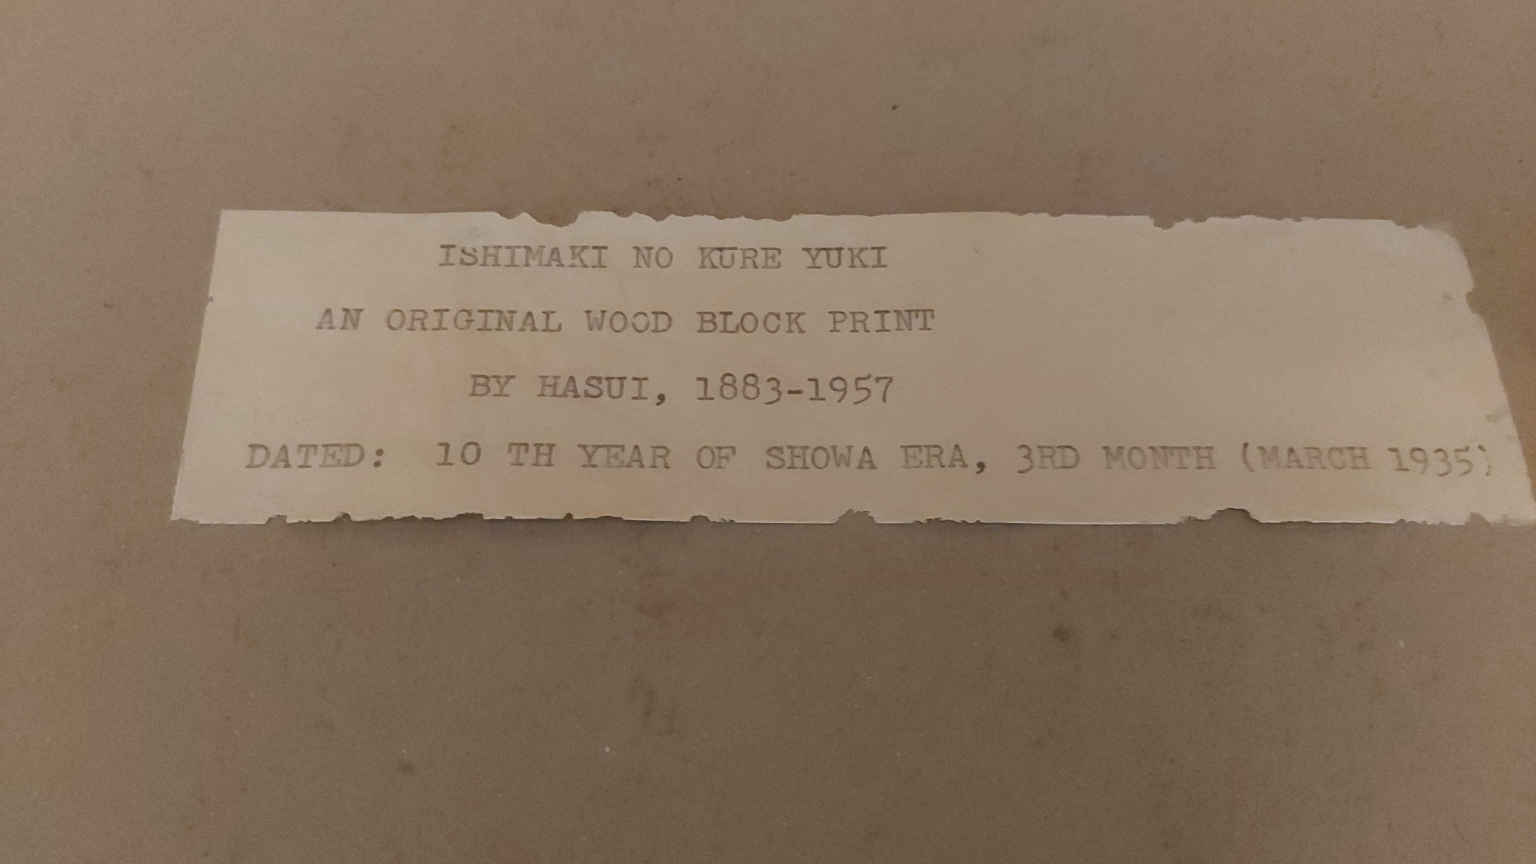 ISHIMAKI NO KURE YUKI
AN ORIGINAL WOOD BLOCK PRINT
BY HASUI, 1883-1957
DATED: 10 TH YEAR OF SHOWA ERA, 3RD MONTH (MARCH 1935)